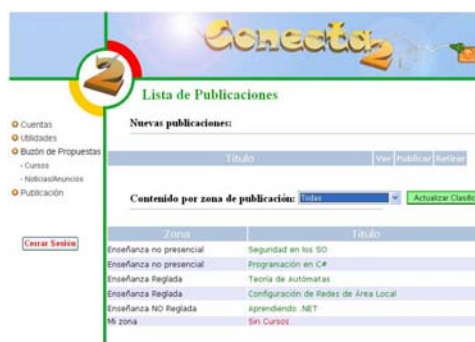 Conecta2
2
Lista de Publicaciones
Cuentas
Utilidades
Buzón de Propuestas
- Cursos
- Noticias/Anuncios
Publicación
Cerrar Sesión
Nuevas publicaciones:
Título Ver Publicar Retirar
Contenido por zona de publicación: Todas Actualizar Clasific
Zona Título
Enseñanza no presencial Seguridad en los SO
Enseñanza no presencial Programación en C#
Enseñanza Reglada Teoría de Autómatas
Enseñanza Reglada Configuración de Redes de Área Local
Enseñanza NO Reglada Aprendiendo .NET
Mi zona Sin Cursos